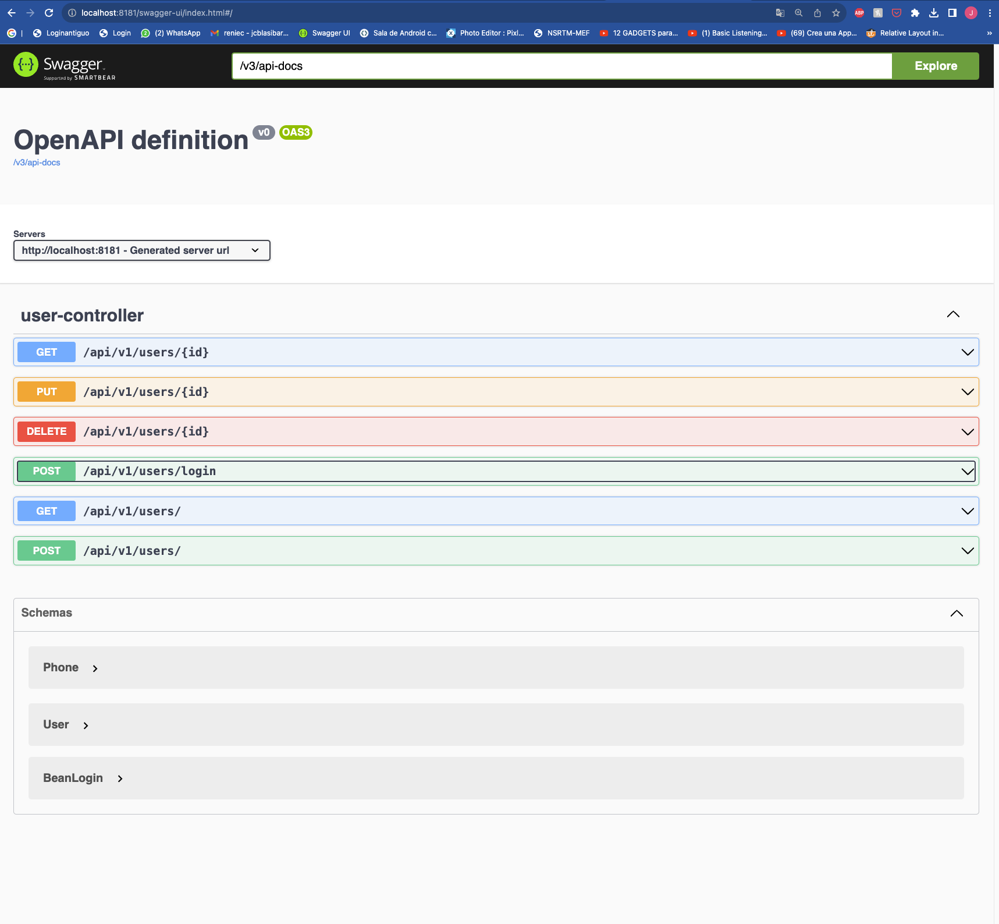 localhost:8181/swagger-ui/index.html#/
ABP
J
Loginantiguo
Login
2
(2) WhatsApp
reniec - jcblasibar...
Swagger UI
Sala de Android c...
Photo Editor : Pixl...
NSRTM-MEF
12 GADGETS para...
(1) Basic Listening...
(69) Crea una App...
Relative Layout in...
»
{···} Swagger.
Supported by SMARTBEAR
/v3/api-docs
Explore
OpenAPI definition v0 OAS3
/v3/api-docs
Servers
http://localhost:8181 - Generated server url
user-controller
GET /api/v1/users/{id}
PUT /api/v1/users/{id}
DELETE /api/v1/users/{id}
POST /api/v1/users/login
GET /api/v1/users/
POST /api/v1/users/
Schemas
Phone
User
BeanLogin